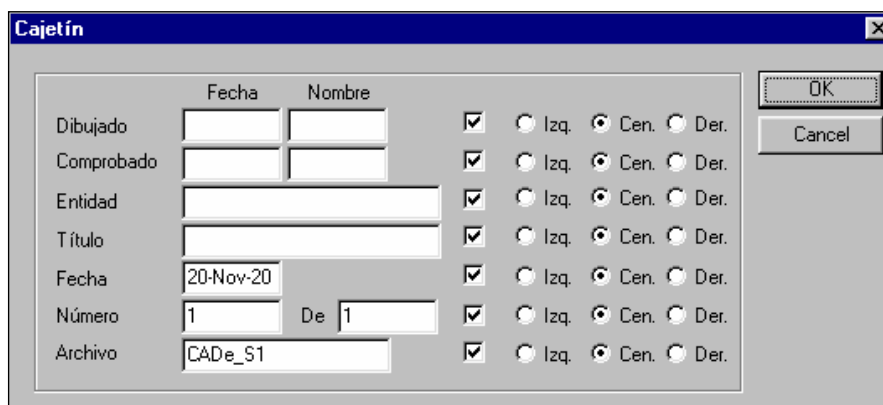 Cajetín
Fecha Nombre
OK
Dibujado Izq. Cen. Der.
Cancel
Comprobado Izq. Cen. Der.
Entidad Izq. Cen. Der.
Título Izq. Cen. Der.
Fecha 20-Nov-20 Izq. Cen. Der.
Número 1 De 1 Izq. Cen. Der.
Archivo CADe_S1 Izq. Cen. Der.